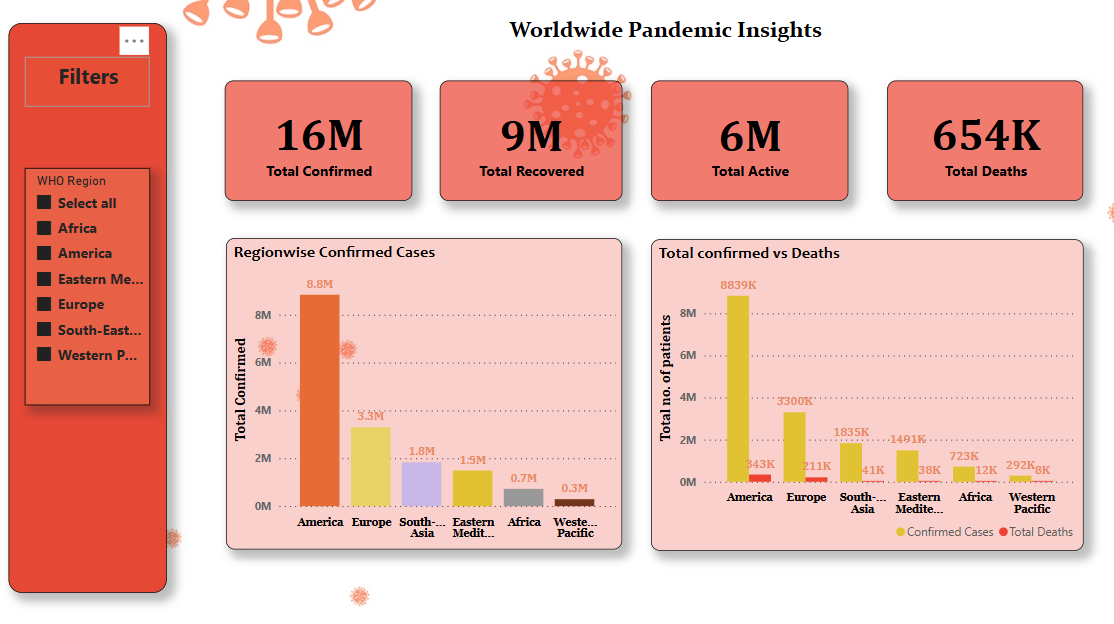 Worldwide Pandemic Insights
Filters
WHO Region
Select all
Africa
America
Eastern Me...
Europe
South-East...
Western P...
16M
Total Confirmed
9M
Total Recovered
6M
Total Active
654K
Total Deaths
Regionwise Confirmed Cases
Total Confirmed
8M
6M
4M
2M
0M
8.8M
3.3M
1.8M
1.5M
0.7M
0.3M
America
Europe
South-...
Asia
Eastern
Medit...
Africa
Weste...
Pacific
Total confirmed vs Deaths
Total no. of patients
8M
6M
4M
2M
0M
8839K
343K
3300K
211K
1835K
41K
1491K
38K
723K
12K
292K
8K
America
Europe
South-...
Asia
Eastern
Medite...
Africa
Western
Pacific
Confirmed Cases
Total Deaths